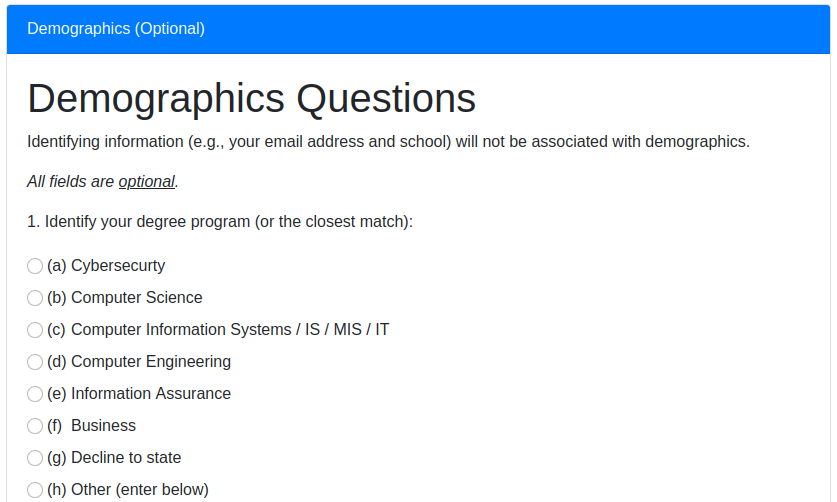 Demographics (Optional)
Demographics Questions
Identifying information (e.g., your email address and school) will not be associated with demographics.
All fields are optional.
1. Identify your degree program (or the closest match):
(a) Cybersecurty
(b) Computer Science
(c) Computer Information Systems / IS / MIS / IT
(d) Computer Engineering
(e) Information Assurance
(f) Business
(g) Decline to state
(h) Other (enter below)